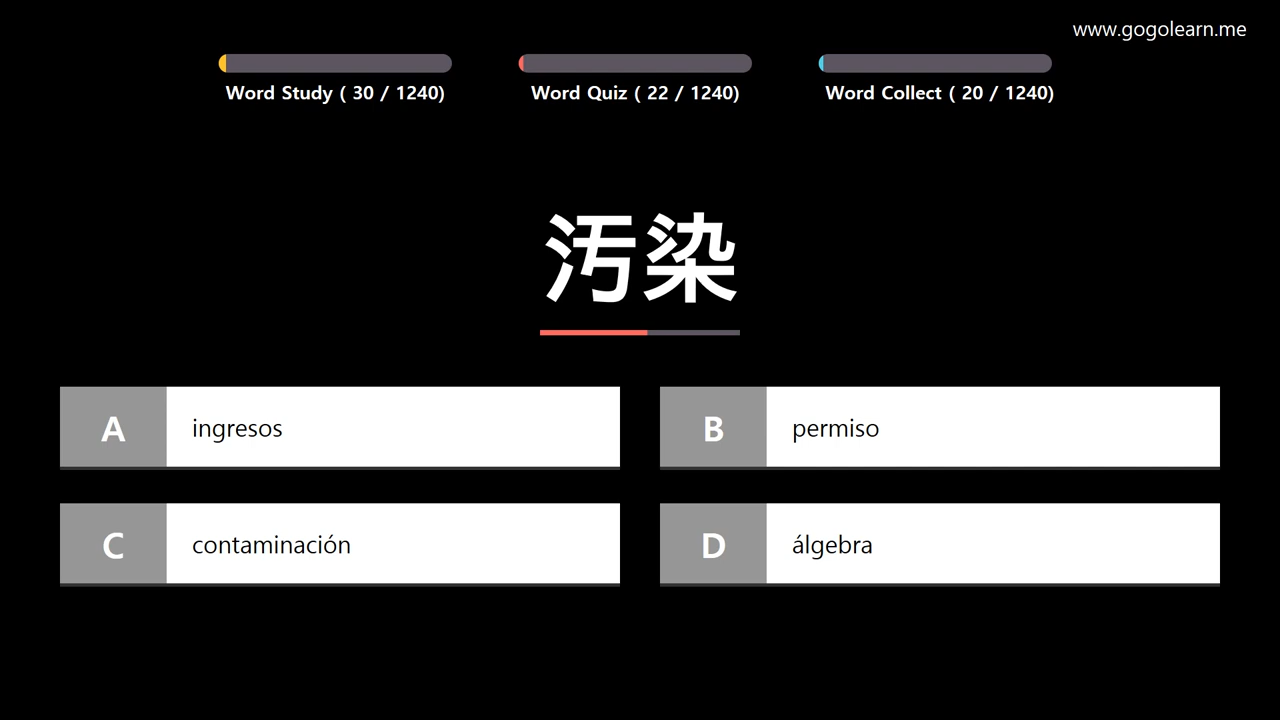 www.gogolearn.me
Word Study ( 30 / 1240)
Word Quiz ( 22 / 1240)
Word Collect ( 20 / 1240)
汚染
A ingresos
B permiso
C contaminación
D álgebra